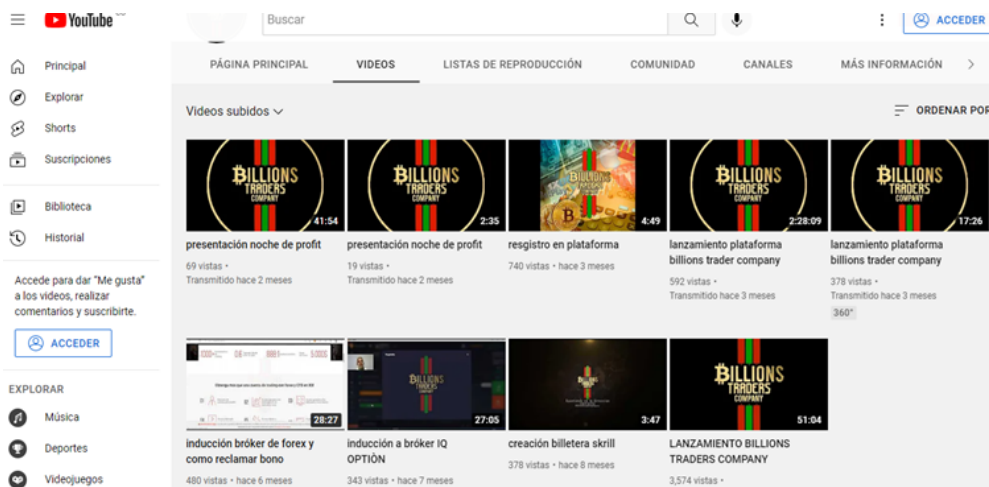 YouTube
Buscar
ACCEDER
PÁGINA PRINCIPAL
VIDEOS
LISTAS DE REPRODUCCIÓN
COMUNIDAD
CANALES
MÁS INFORMACIÓN
Principal
Explorar
Shorts
Suscripciones
Biblioteca
Historial
Accede para dar "Me gusta"
a los videos, realizar
comentarios y suscribirte.
ACCEDER
EXPLORAR
Música
Deportes
Videojuegos
Videos subidos
ORDENAR POR
BILLIONS
TRADERS
COMPANY
41:54
presentación noche de profit
69 vistas •
Transmitido hace 2 meses
BILLIONS
TRADERS
COMPANY
2:35
presentación noche de profit
19 vistas •
Transmitido hace 2 meses
BILLIONS
TRADERS
4:49
resgistro en plataforma
740 vistas • hace 3 meses
BILLIONS
TRADERS
COMPANY
2:28:09
lanzamiento plataforma
billions trader company
592 vistas •
Transmitido hace 3 meses
BILLIONS
TRADERS
COMPANY
17:26
lanzamiento plataforma
billions trader company
378 vistas •
Transmitido hace 3 meses
360°
28:27
inducción bróker de forex y
como reclamar bono
480 vistas • hace 6 meses
BILLIONS
TRADERS
COMPANY
27:05
inducción a bróker IQ
OPTIÒN
343 vistas • hace 7 meses
3:47
creación billetera skrill
378 vistas • hace 8 meses
BILLIONS
TRADERS
COMPANY
51:04
LANZAMIENTO BILLIONS
TRADERS COMPANY
3,574 vistas •